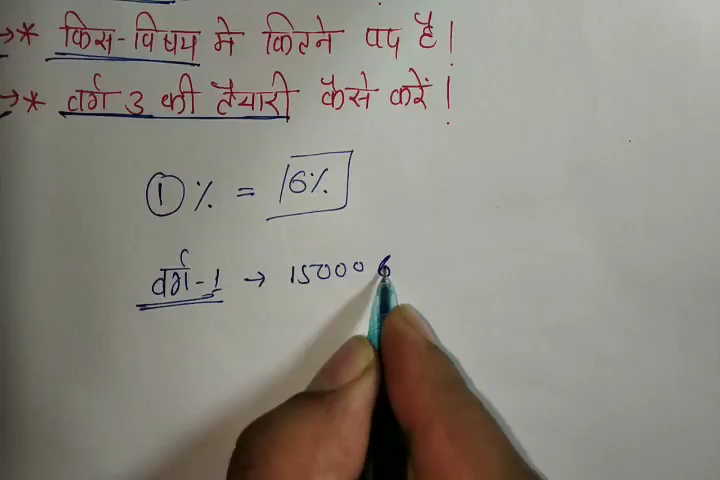 →* किस-विषय मे कितने पद है!
→* वर्ग 3 की तैयारी कैसे करें!
① % = 16%
वर्ग-1 → 15000